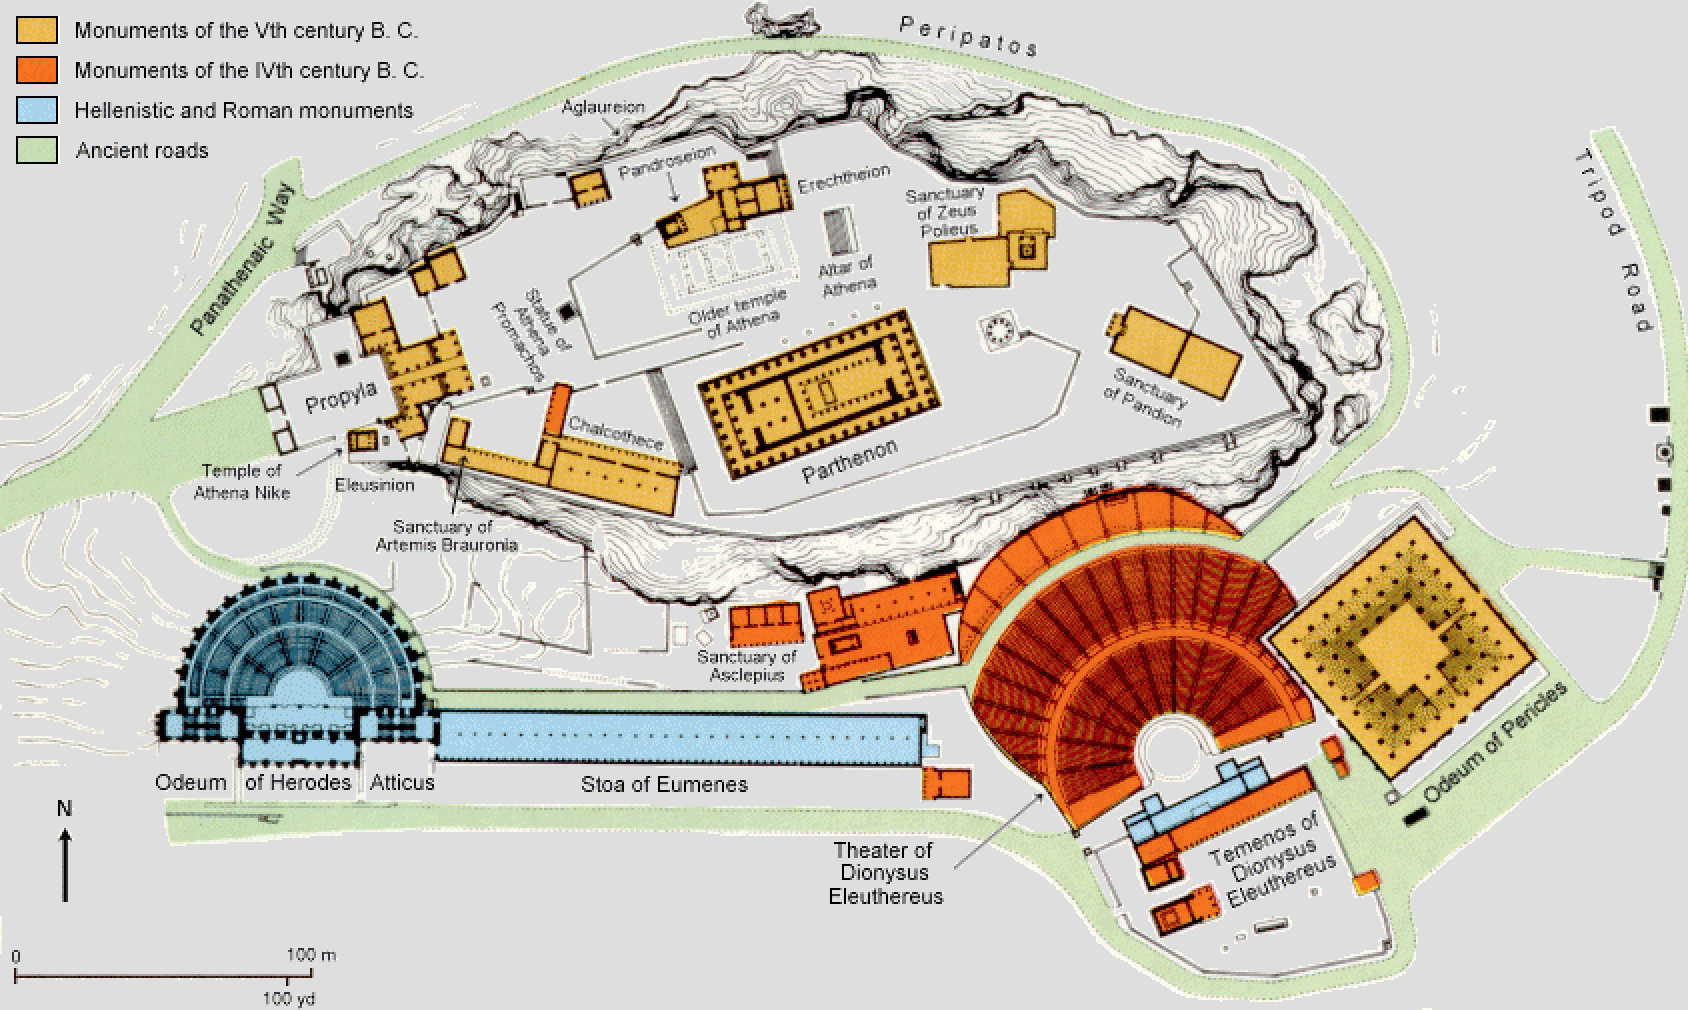 Monuments of the Vth century B. C.
Monuments of the IVth century B. C.
Hellenistic and Roman monuments
Ancient roads
Peripatos
Tripod Road
Panathenaic Way
Aglaureion
Pandroseion
Erechtheion
Sanctuary
of Zeus
Polieus
Altar of
Athena
Older temple
of Athena
Statue of
Athena
Promachos
Propyla
Chalcothece
Parthenon
Sanctuary
of Pandion
Temple of
Athena Nike
Eleusinion
Sanctuary of
Artemis Brauronia
Sanctuary of
Asclepius
Odeum of Pericles
Odeum of Herodes Atticus
Stoa of Eumenes
Theater of
Dionysus
Eleuthereus
Temenos of
Dionysus
Eleuthereus
N
0 100 m
100 yd